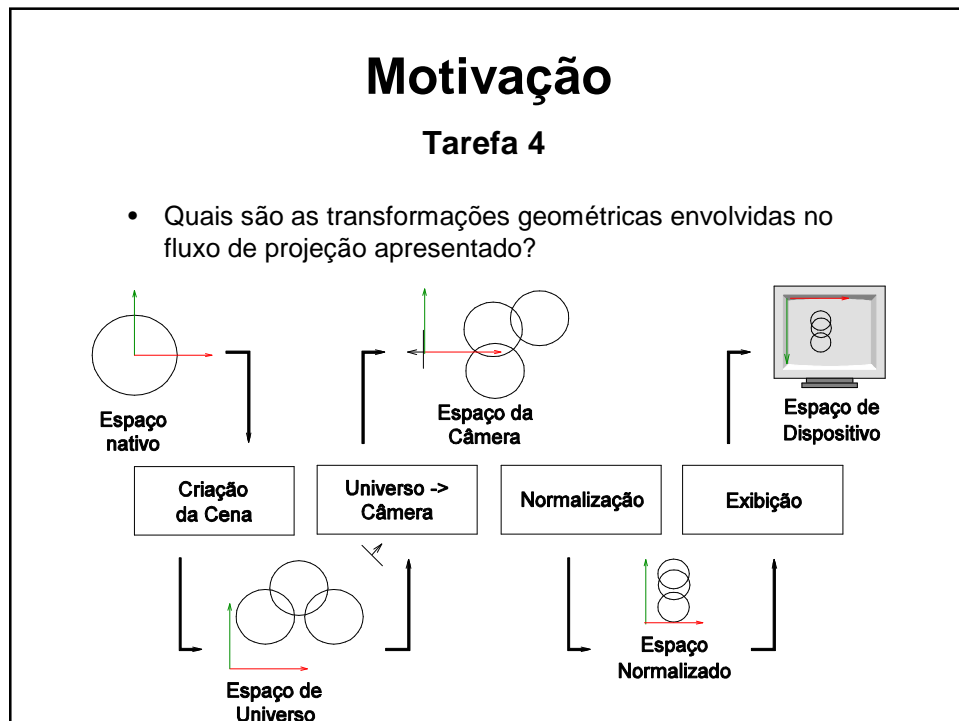 Motivação
Tarefa 4
• Quais são as transformações geométricas envolvidas no
fluxo de projeção apresentado?
Espaço
nativo
Espaço da
Câmera
Espaço de
Dispositivo
Criação
da Cena
Universo ->
Câmera
Normalização
Exibição
Espaço de
Universo
Espaço
Normalizado